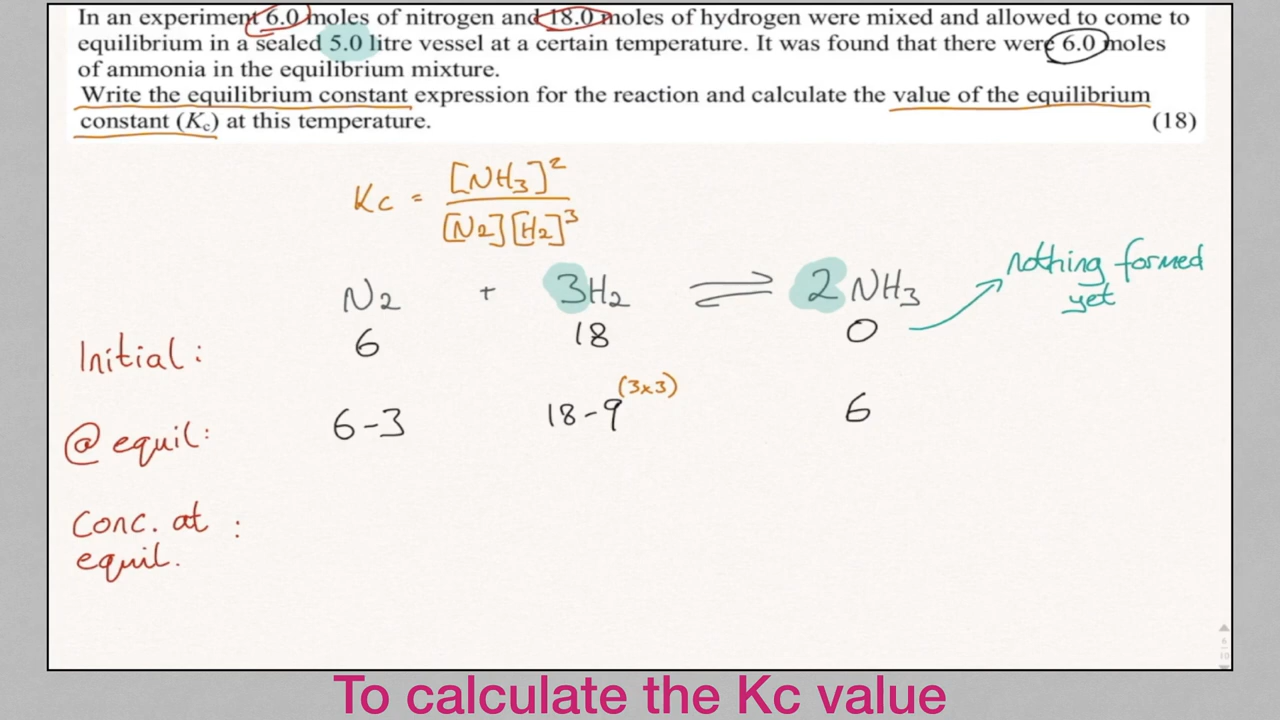 In an experiment 6.0 moles of nitrogen and 18.0 moles of hydrogen were mixed and allowed to come to
equilibrium in a sealed 5.0 litre vessel at a certain temperature. It was found that there were 6.0 moles
of ammonia in the equilibrium mixture.
Write the equilibrium constant expression for the reaction and calculate the value of the equilibrium
constant (Kc) at this temperature. (18)
Kc = [NH3]²
[N2][H2]³
N2 + 3H2 ⇌ 2NH3
nothing formed
yet
Initial: 6 18 0
(3x3)
@ equil: 6-3 18-9 6
Conc. at :
equil.
6
10
To calculate the Kc value